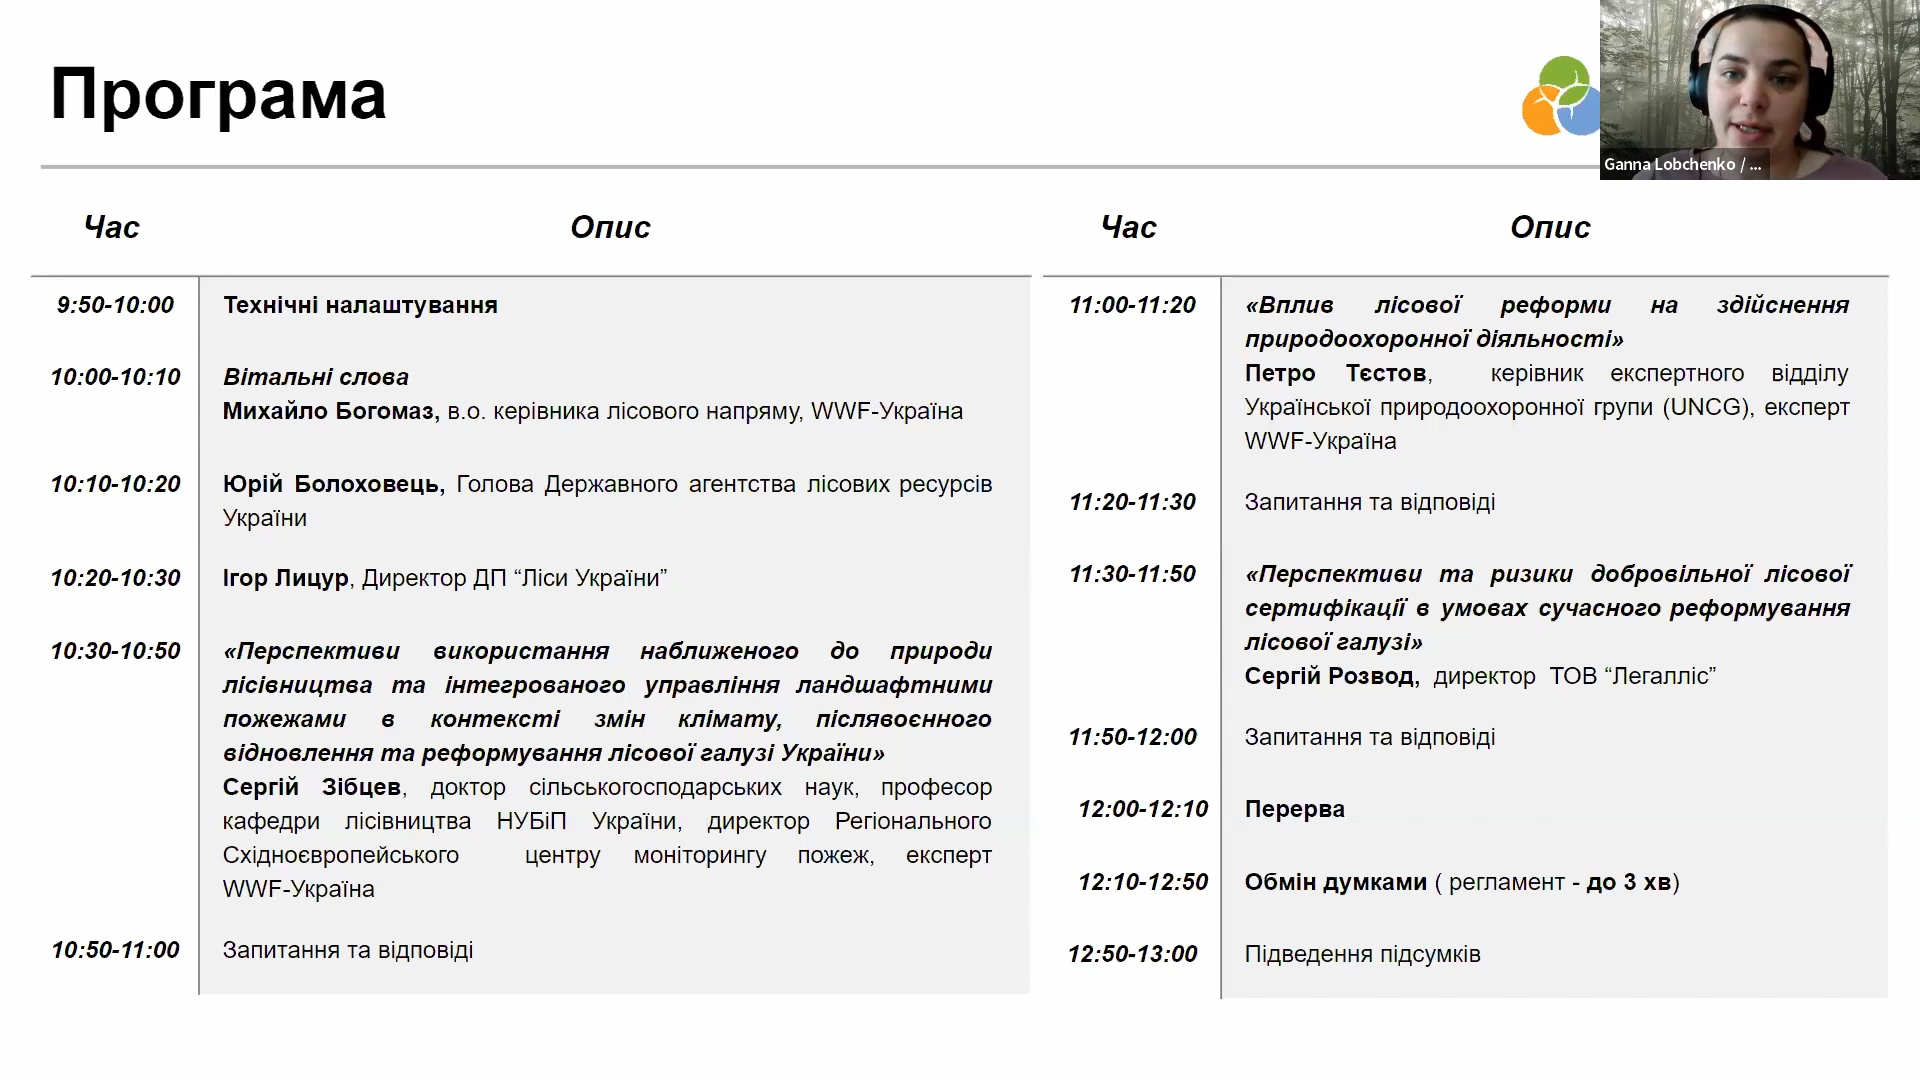 Програма
Ganna Lobchenko / ...
Час
Опис
9:50-10:00
Технічні налаштування
10:00-10:10
Вітальні слова
Михайло Богомаз, в.о. керівника лісового напряму, WWF-Україна
10:10-10:20
Юрій Болоховець, Голова Державного агентства лісових ресурсів
України
10:20-10:30
Ігор Лицур, Директор ДП “Ліси України”
10:30-10:50
«Перспективи використання наближеного до природи
лісівництва та інтегрованого управління ландшафтними
пожежами в контексті змін клімату, післявоєнного
відновлення та реформування лісової галузі України»
Сергій Зібцев, доктор сільськогосподарських наук, професор
кафедри лісівництва НУБіП України, директор Регіонального
Східноєвропейського центру моніторингу пожеж, експерт
WWF-Україна
10:50-11:00
Запитання та відповіді
Час
Опис
11:00-11:20
«Вплив лісової реформи на здійснення
природоохоронної діяльності»
Петро Тєстов, керівник експертного відділу
Української природоохоронної групи (UNCG), експерт
WWF-Україна
11:20-11:30
Запитання та відповіді
11:30-11:50
«Перспективи та ризики добровільної лісової
сертифікації в умовах сучасного реформування
лісової галузі»
Сергій Розвод, директор ТОВ “Легалліс”
11:50-12:00
Запитання та відповіді
12:00-12:10
Перерва
12:10-12:50
Обмін думками ( регламент - до 3 хв)
12:50-13:00
Підведення підсумків